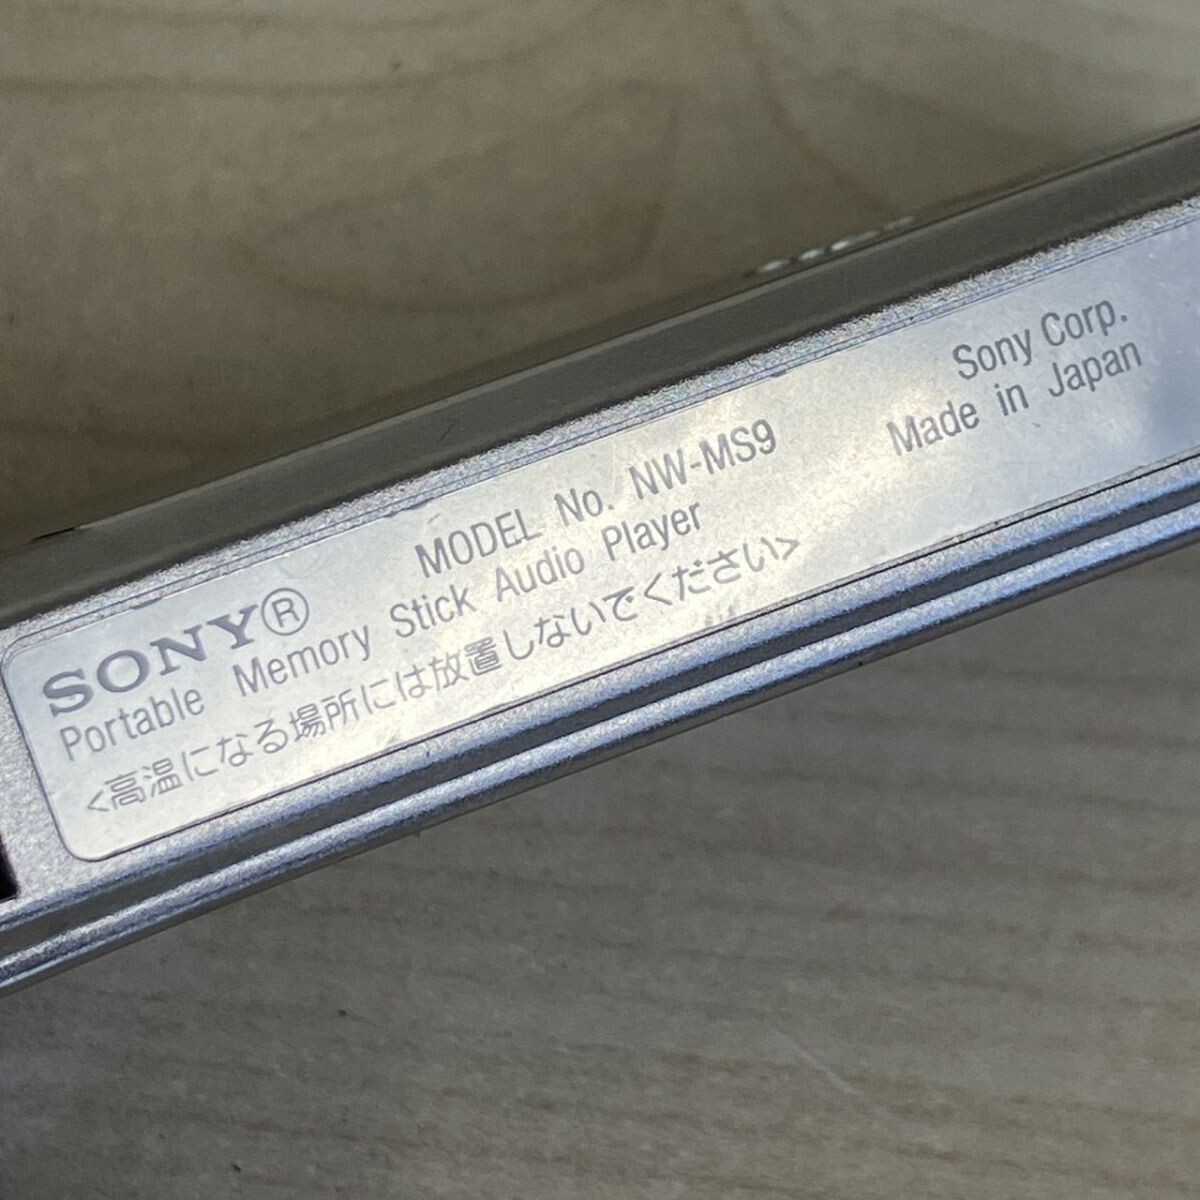 SONY® MODEL No. NW-MS9 Sony Corp.
Portable Memory Stick Audio Player Made in Japan
<高温になる場所には放置しないでください>